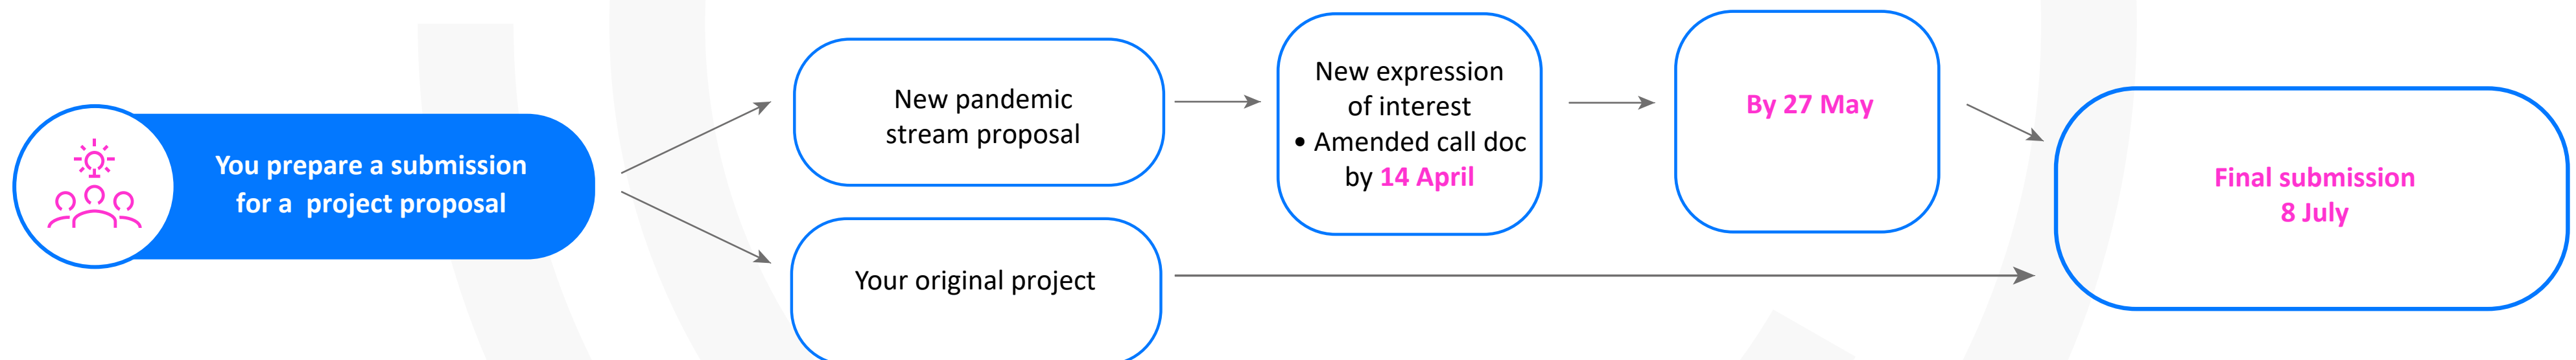 You prepare a submission
for a  project proposal
New pandemic
stream proposal
New expression
of interest
• Amended call doc
by 14 April
By 27 May
Your original project
Final submission
8 July